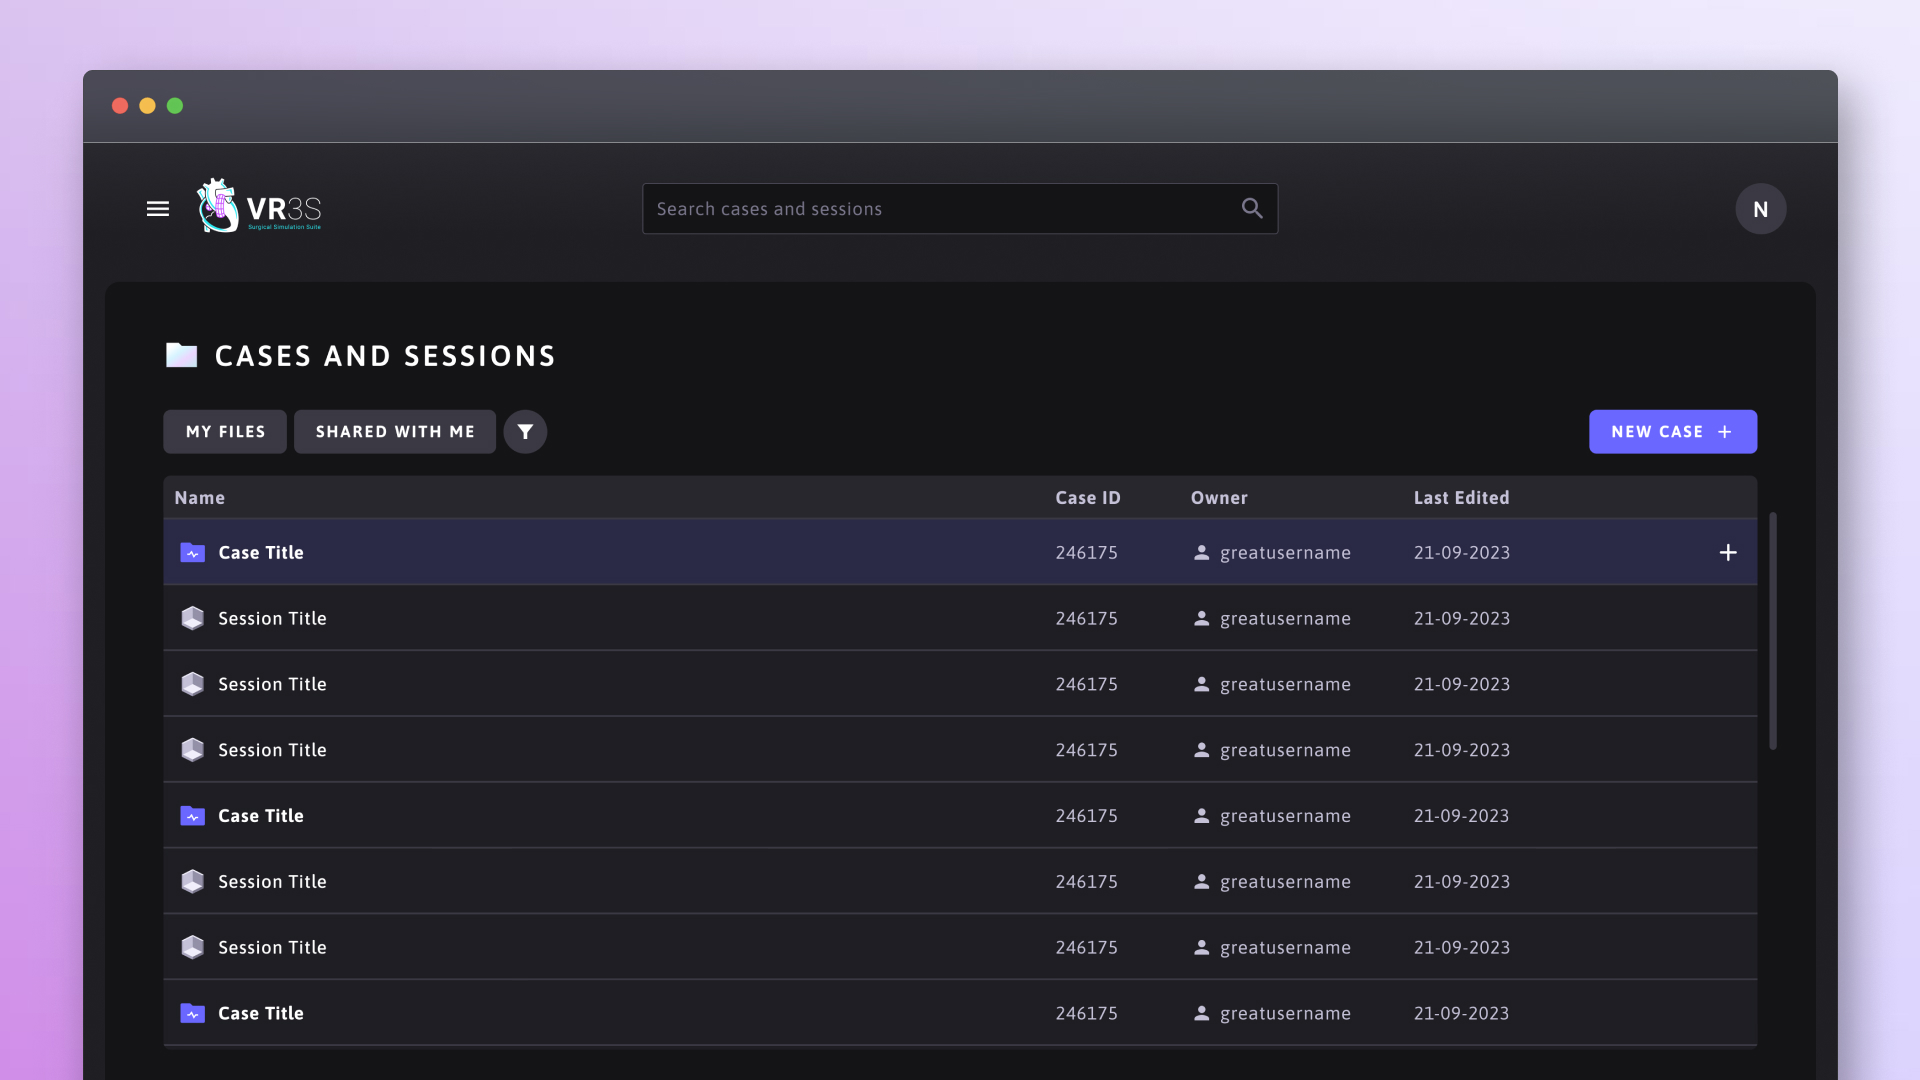 VR3S
Surgical Simulation Suite
Search cases and sessions
N
CASES AND SESSIONS
MY FILES SHARED WITH ME NEW CASE +
Name Case ID Owner Last Edited
Case Title 246175 greatusername 21-09-2023 +
Session Title 246175 greatusername 21-09-2023
Session Title 246175 greatusername 21-09-2023
Session Title 246175 greatusername 21-09-2023
Case Title 246175 greatusername 21-09-2023
Session Title 246175 greatusername 21-09-2023
Session Title 246175 greatusername 21-09-2023
Case Title 246175 greatusername 21-09-2023